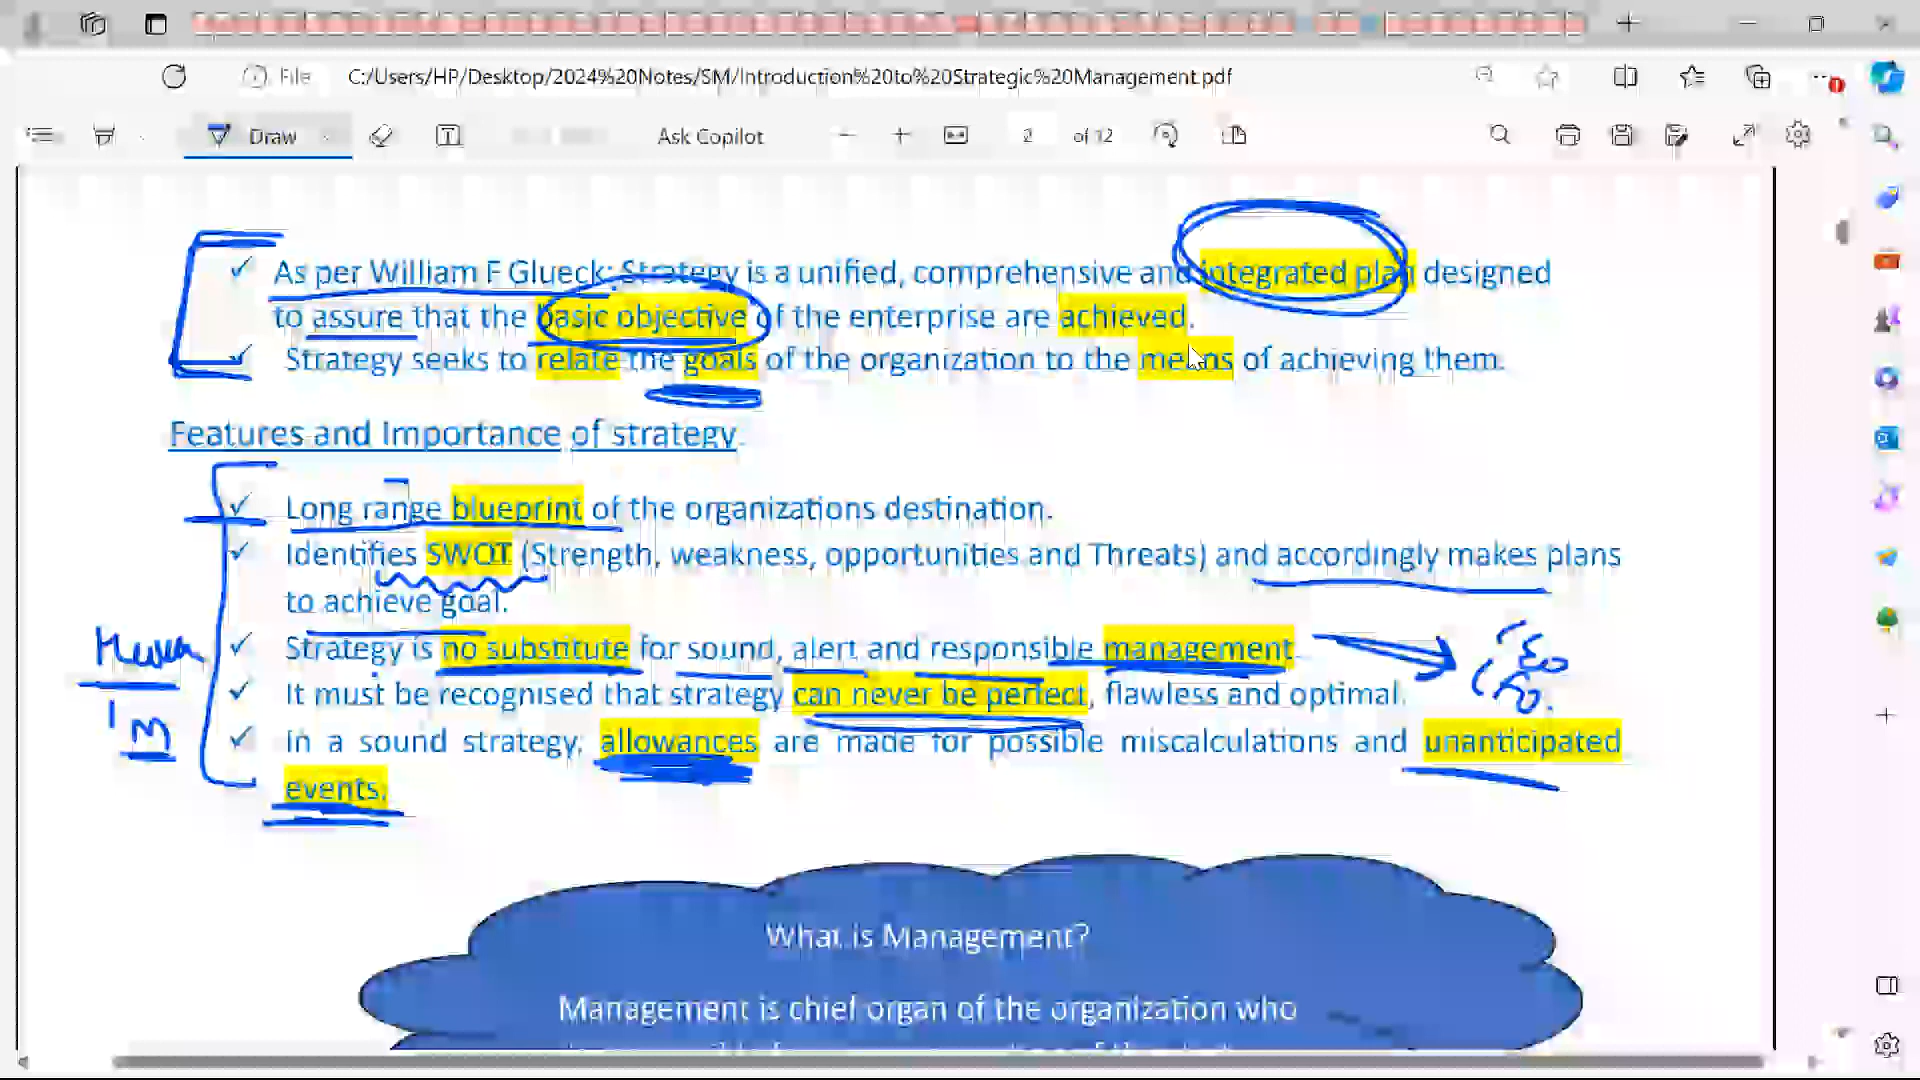 File C:/Users/HP/Desktop/2024%20Notes/SM/Introduction%20to%20Strategic%20Management.pdf
Draw Ask Copilot 2 of 12
As per William F Glueck: Strategy is a unified, comprehensive and integrated plan designed
to assure that the basic objective of the enterprise are achieved.
Strategy seeks to relate the goals of the organization to the means of achieving them.
Features and Importance of strategy
Long range blueprint of the organizations destination.
Identifies SWOT (Strength, weakness, opportunities and Threats) and accordingly makes plans
to achieve goal.
Strategy is no substitute for sound, alert and responsible management.
It must be recognised that strategy can never be perfect, flawless and optimal.
In a sound strategy, allowances are made for possible miscalculations and unanticipated
events.
What is Management?
Management is chief organ of the organization who